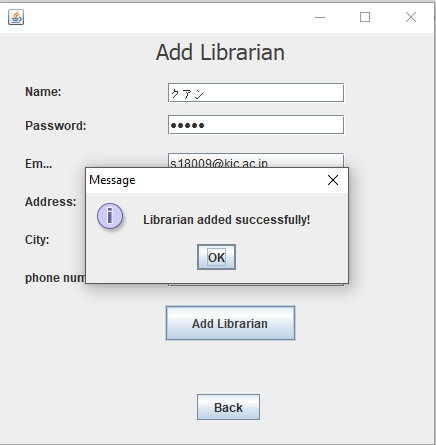 Add Librarian
Name:
クアン
Password:
●●●●●
Em...
s18009@kic.ac.jp
Address:
City:
phone num
Message
Librarian added successfully!
OK
Add Librarian
Back